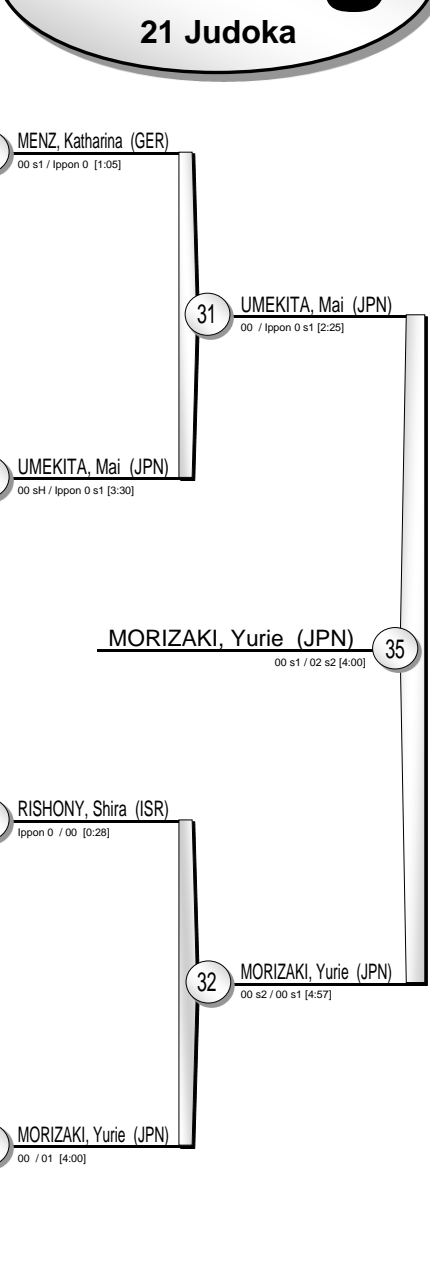 21 Judoka
MENZ, Katharina (GER)
00 s1 / Ippon 0 [1:05]
31
UMEKITA, Mai (JPN)
00 / Ippon 0 s1 [2:25]
UMEKITA, Mai (JPN)
00 sH / Ippon 0 s1 [3:30]
MORIZAKI, Yurie (JPN)
35
00 s1 / 02 s2 [4:00]
RISHONY, Shira (ISR)
Ippon 0 / 00 [0:28]
32
MORIZAKI, Yurie (JPN)
00 s2 / 00 s1 [4:57]
MORIZAKI, Yurie (JPN)
00 / 01 [4:00]